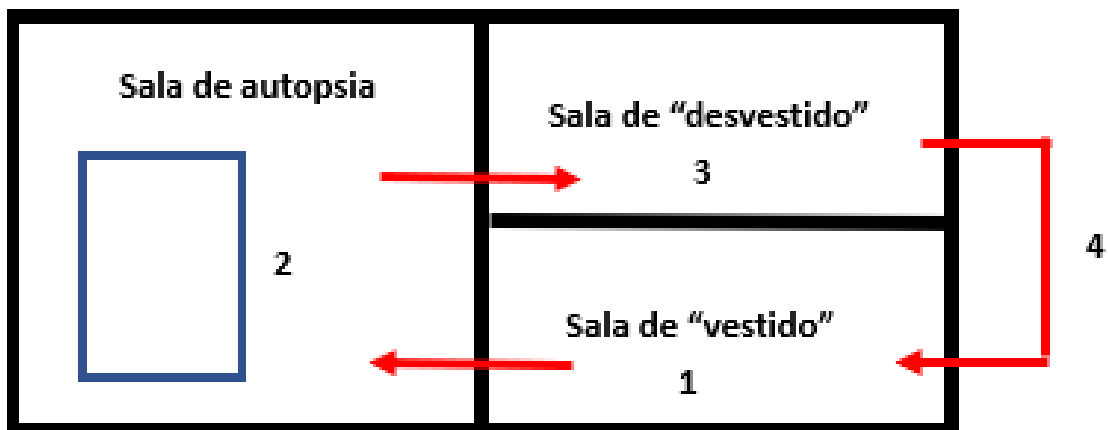 Sala de autopsia
Sala de “desvestido”
3
2
4
Sala de “vestido”
1